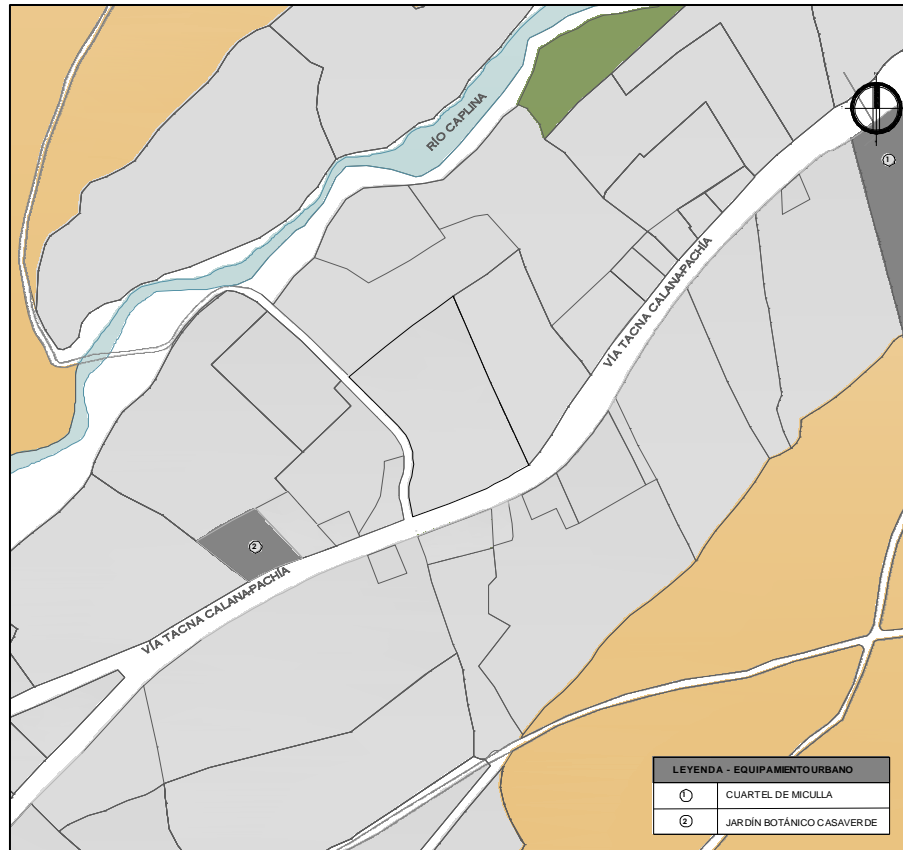 RÍO CAPLINA
①
VÍA TACNA CALANA-PACHÍA
②
VÍA TACNA CALANA-PACHÍA
LEYENDA - EQUIPAMIENTO URBANO
① CUARTEL DE MICULLA
② JARDÍN BOTÁNICO CASAVERDE